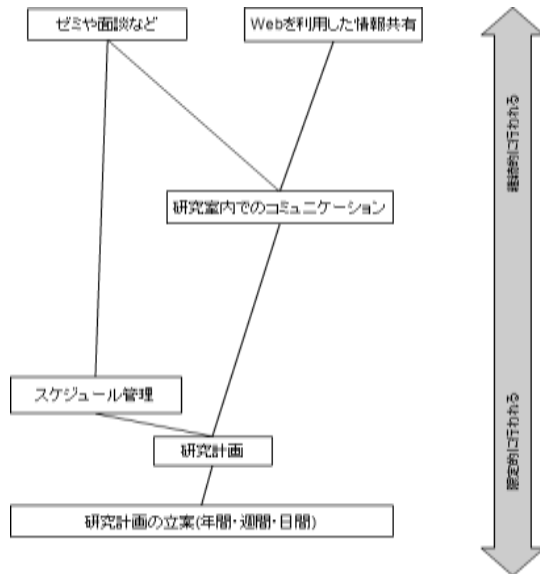 ゼミや面談など
Webを利用した情報共有
研究室内でのコミュニケーション
スケジュール管理
研究計画
研究計画の立案(年間・週間・日間)
継続的に行われる
限定的に行われる